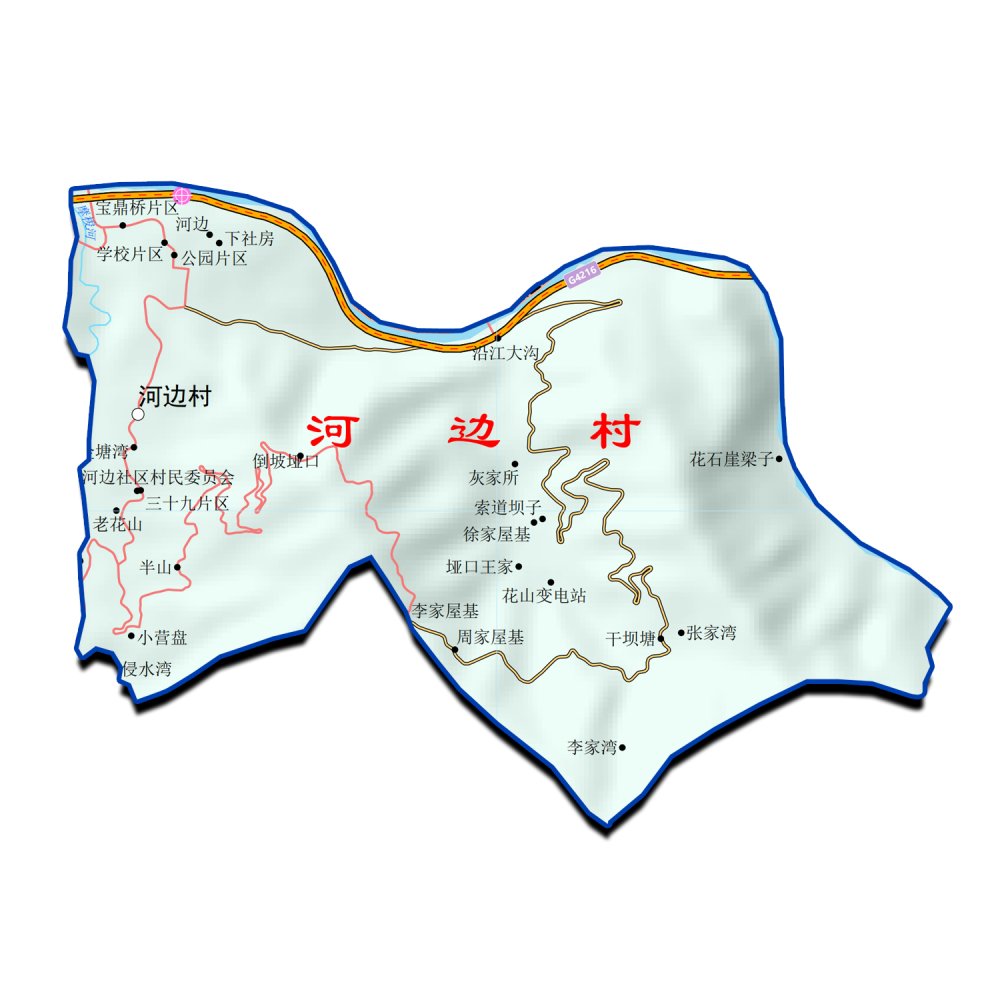 宝鼎桥片区
河边
下社房
学校片区
公园片区
G4216
沿江大沟
河边村
河 边 村
塘湾
倒坡垭口
花石崖梁子
河边社区村民委员会
灰家所
三十九片区
索道坝子
老花山
徐家屋基
半山
垭口王家
花山变电站
李家屋基
小营盘
周家屋基
干坝塘
张家湾
侵水湾
李家湾